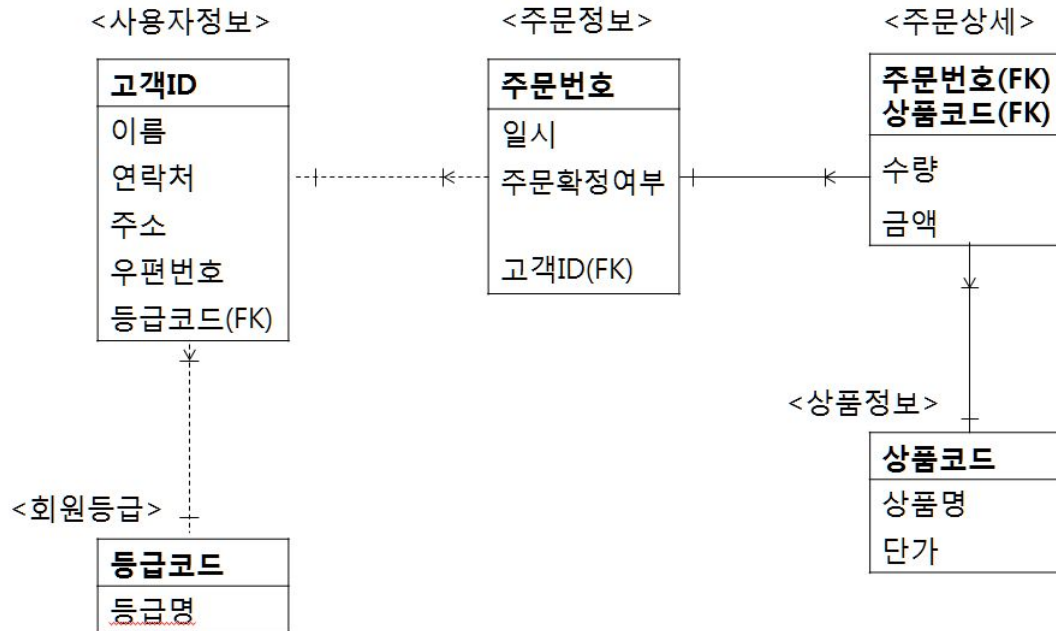 <사용자정보>
고객ID
이름
연락처
주소
우편번호
등급코드(FK)
<주문정보>
주문번호
일시
주문확정여부
고객ID(FK)
<주문상세>
주문번호(FK)
상품코드(FK)
수량
금액
<회원등급>
등급코드
등급명
<상품정보>
상품코드
상품명
단가